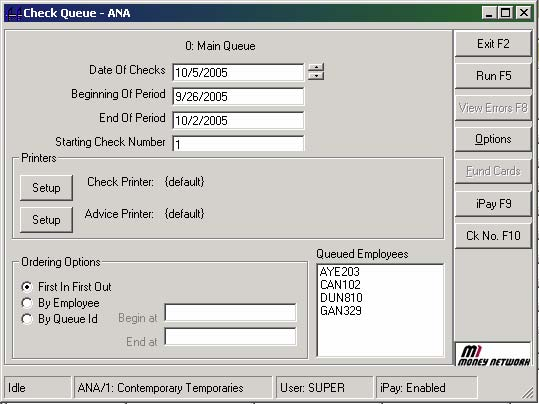 Check Queue - ANA
0: Main Queue
Date Of Checks 10/5/2005
Beginning Of Period 9/26/2005
End Of Period 10/2/2005
Starting Check Number 1
Printers
Setup Check Printer: {default}
Setup Advice Printer: {default}
Ordering Options
First In First Out
By Employee
By Queue Id
Begin at
End at
Queued Employees
AYE203
CAN102
DUN810
GAN329
Exit F2
Run F5
View Errors F8
Options
Fund Cards
iPay F9
Ck No. F10
MONEY NETWORK
Idle
ANA/1: Contemporary Temporaries
User: SUPER
iPay: Enabled